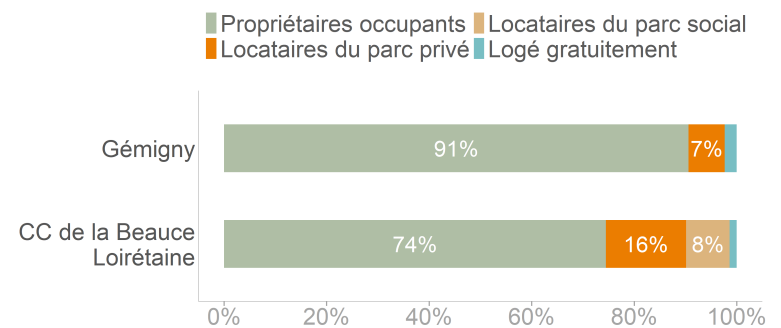 Propriétaires occupants Locataires du parc social
Locataires du parc privé Logé gratuitement
Gémigny 91% 7%
CC de la Beauce
Loirétaine 74% 16% 8%
0% 20% 40% 60% 80% 100%